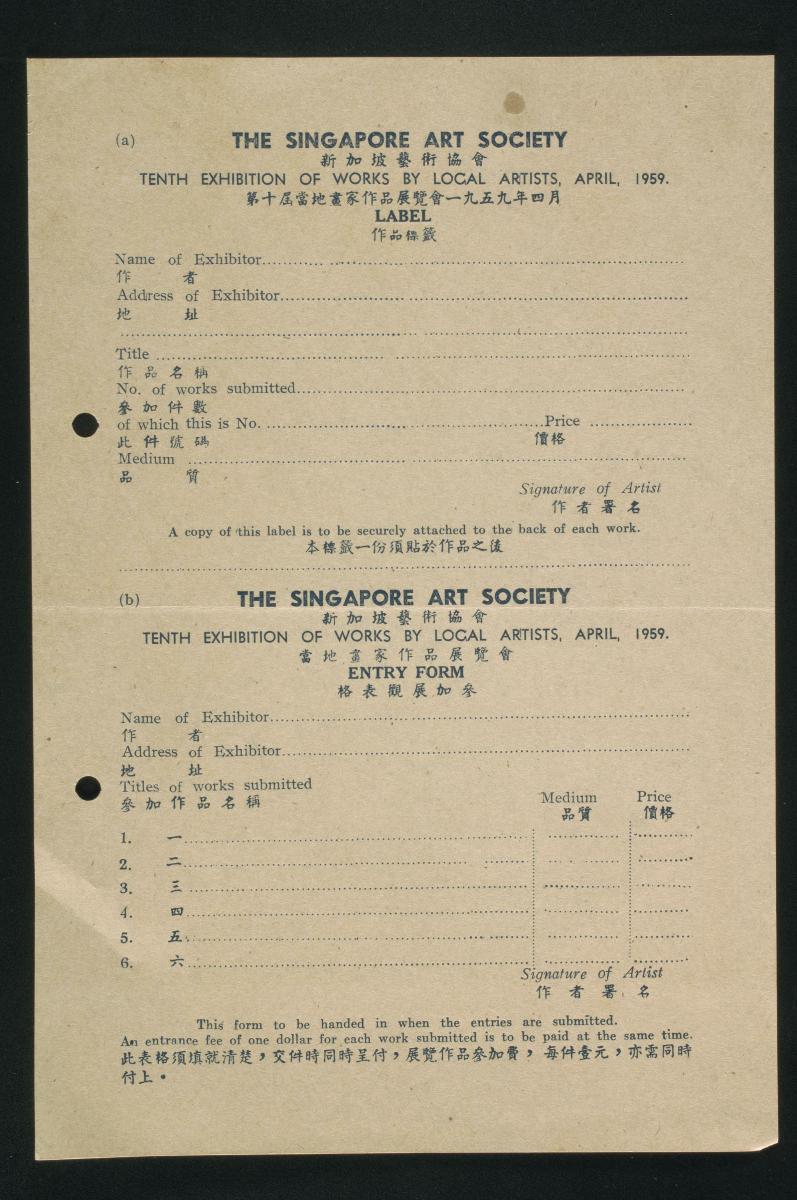 (a) THE SINGAPORE ART SOCIETY
新加坡藝術協會
TENTH EXHIBITION OF WORKS BY LOCAL ARTISTS, APRIL, 1959.
第十屆當地畫家作品展覽會一九五九年四月
LABEL
作品標籤
Name of Exhibitor
作 者
Address of Exhibitor
地 址
Title
作品名稱
No. of works submitted
參加件數
of which this is No. Price
此件號碼 價格
Medium
品 質
Signature of Artist
作者署名
A copy of this label is to be securely attached to the back of each work.
本標籤一份須貼於作品之後
(b) THE SINGAPORE ART SOCIETY
新加坡藝術協會
TENTH EXHIBITION OF WORKS BY LOCAL ARTISTS, APRIL, 1959.
當地畫家作品展覽會
ENTRY FORM
格表觀展加參
Name of Exhibitor
作 者
Address of Exhibitor
地 址
Titles of works submitted
參加作品名稱
Medium Price
品質 價格
1. 一
2. 二
3. 三
4. 四
5. 五
6. 六
Signature of Artist
作者署名
This form to be handed in when the entries are submitted.
An entrance fee of one dollar for each work submitted is to be paid at the same time.
此表格須填就清楚，交件時同時呈付，展覽作品參加費，每件壹元，亦需同時
付上。